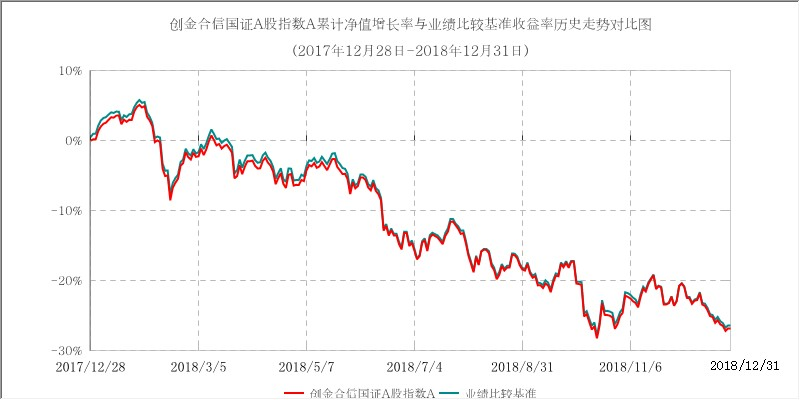 创金合信国证A股指数A累计净值增长率与业绩比较基准收益率历史走势对比图
(2017年12月28日-2018年12月31日)
10%
0%
-10%
-20%
-30%
2017/12/28 2018/3/5 2018/5/7 2018/7/4 2018/8/31 2018/11/6 2018/12/31
创金合信国证A股指数A 业绩比较基准